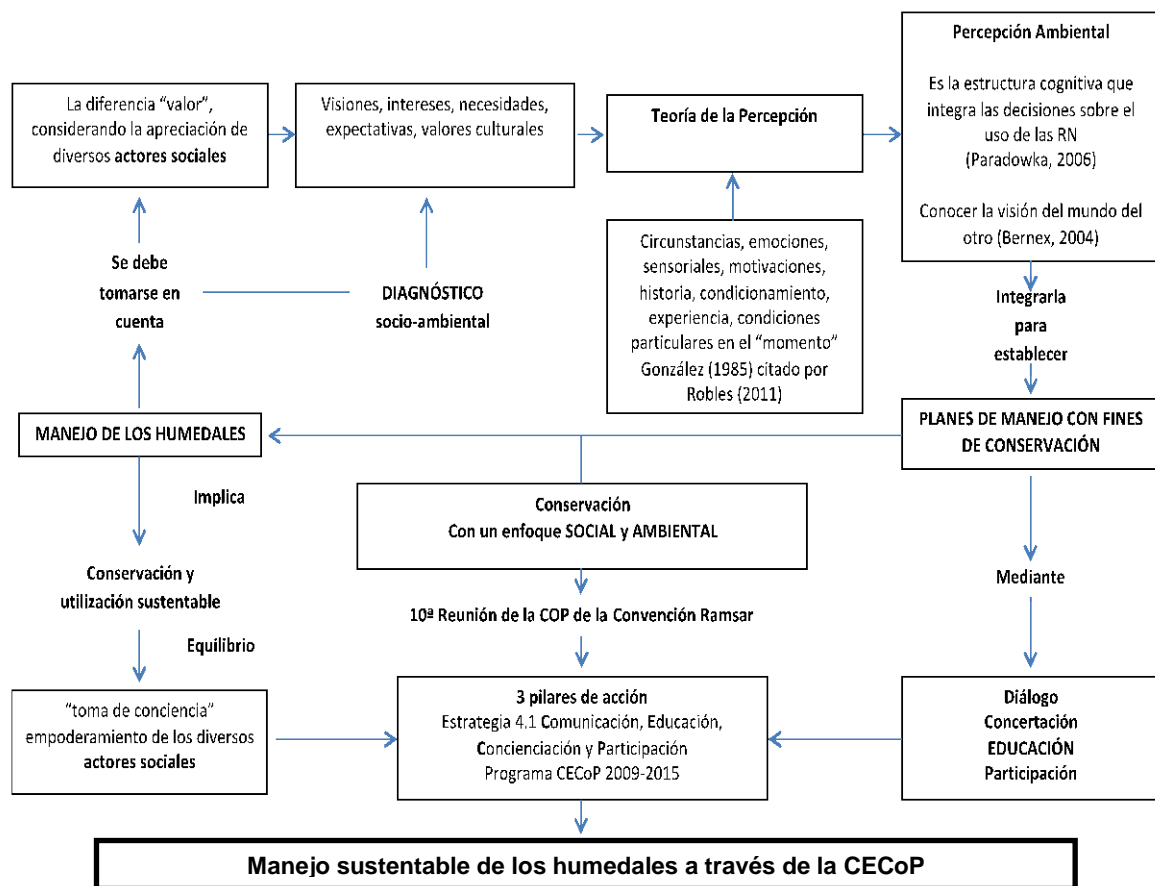 Percepción Ambiental
Es la estructura cognitiva que
integra las decisiones sobre el
uso de las RN
(Paradowka, 2006)
Conocer la visión del mundo del
otro (Bernex, 2004)
La diferencia “valor”,
considerando la apreciación de
diversos actores sociales
Visiones, intereses, necesidades,
expectativas, valores culturales
Teoría de la Percepción
Circunstancias, emociones,
sensoriales, motivaciones,
historia, condicionamiento,
experiencia, condiciones
particulares en el “momento”
González (1985) citado por
Robles (2011)
Se debe
tomarse en
cuenta
DIAGNÓSTICO
socio-ambiental
Integrarla
para
establecer
MANEJO DE LOS HUMEDALES
PLANES DE MANEJO CON FINES
DE CONSERVACIÓN
Implica
Conservación
Con un enfoque SOCIAL y AMBIENTAL
Mediante
Conservación y
utilización sustentable
10ª Reunión de la COP de la Convención Ramsar
Equílibrio
“toma de conciencia”
empoderamiento de los diversos
actores sociales
3 pilares de acción
Estrategia 4.1 Comunicación, Educación,
Concienciación y Participación
Programa CECoP 2009-2015
Diálogo
Concertación
EDUCACIÓN
Participación
Manejo sustentable de los humedales a través de la CECoP